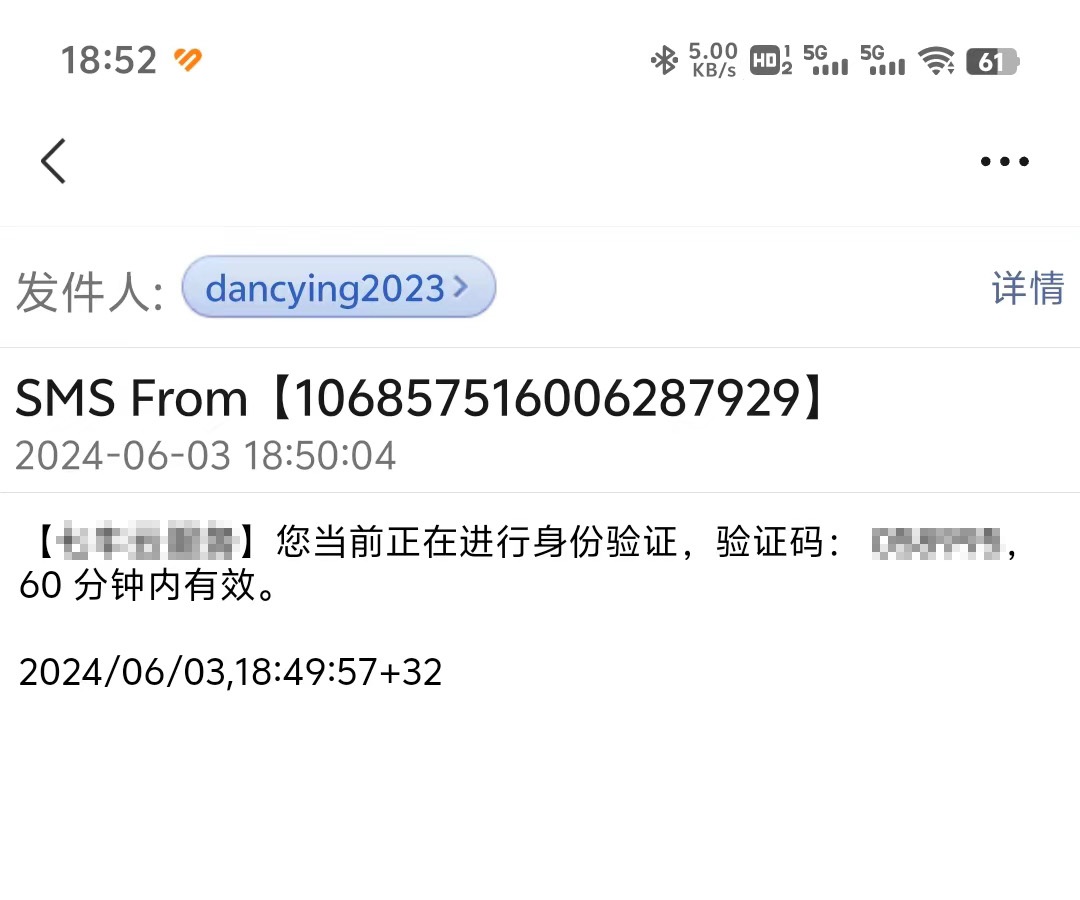 18:52
5.00 KB/s HD 1 2 5G 5G 61
发件人: dancying2023 详情
SMS From【106857516006287929】
2024-06-03 18:50:04
【】您当前正在进行身份验证，验证码：，
60 分钟内有效。
2024/06/03,18:49:57+32